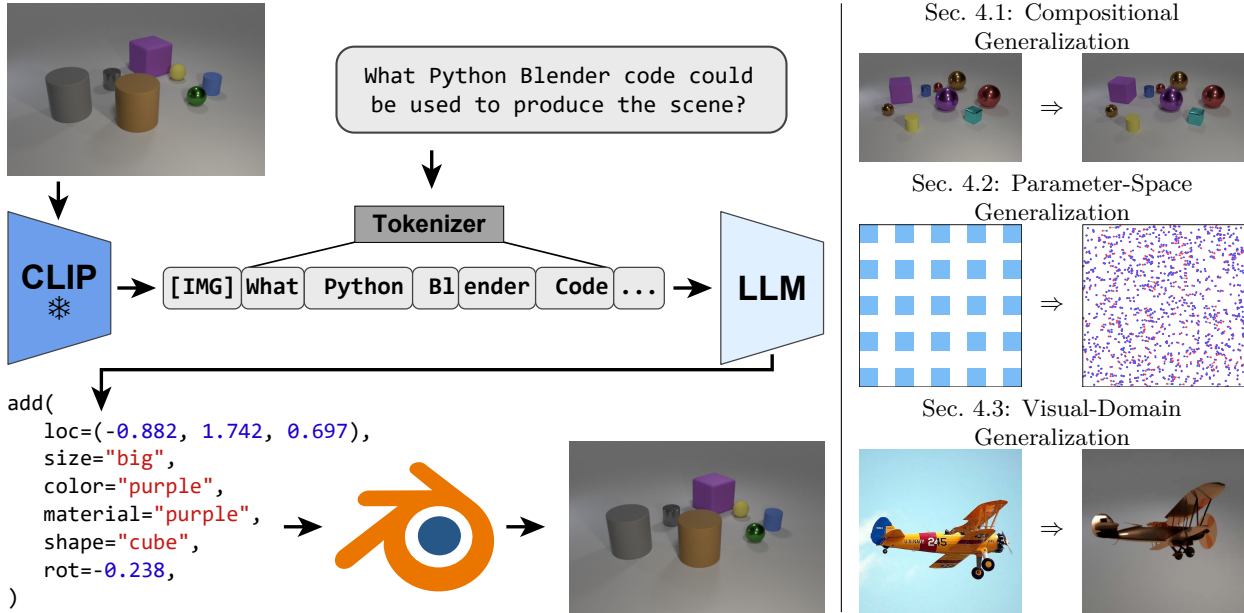 What Python Blender code could
be used to produce the scene?
Tokenizer
CLIP
[IMG] What Python Bl ender Code ...
LLM
add(
loc=(-0.882, 1.742, 0.697),
size="big",
color="purple",
material="purple",
shape="cube",
rot=-0.238,
)
Sec. 4.1: Compositional
Generalization
⇒
Sec. 4.2: Parameter-Space
Generalization
⇒
Sec. 4.3: Visual-Domain
Generalization
U.S. NAVY 245
⇒